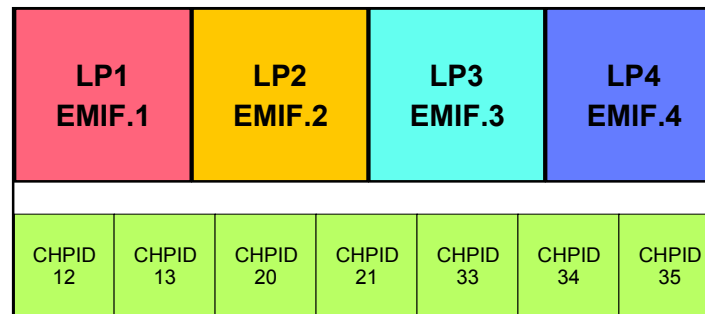 LP1
EMIF.1
LP2
EMIF.2
LP3
EMIF.3
LP4
EMIF.4
CHPID
12
CHPID
13
CHPID
20
CHPID
21
CHPID
33
CHPID
34
CHPID
35